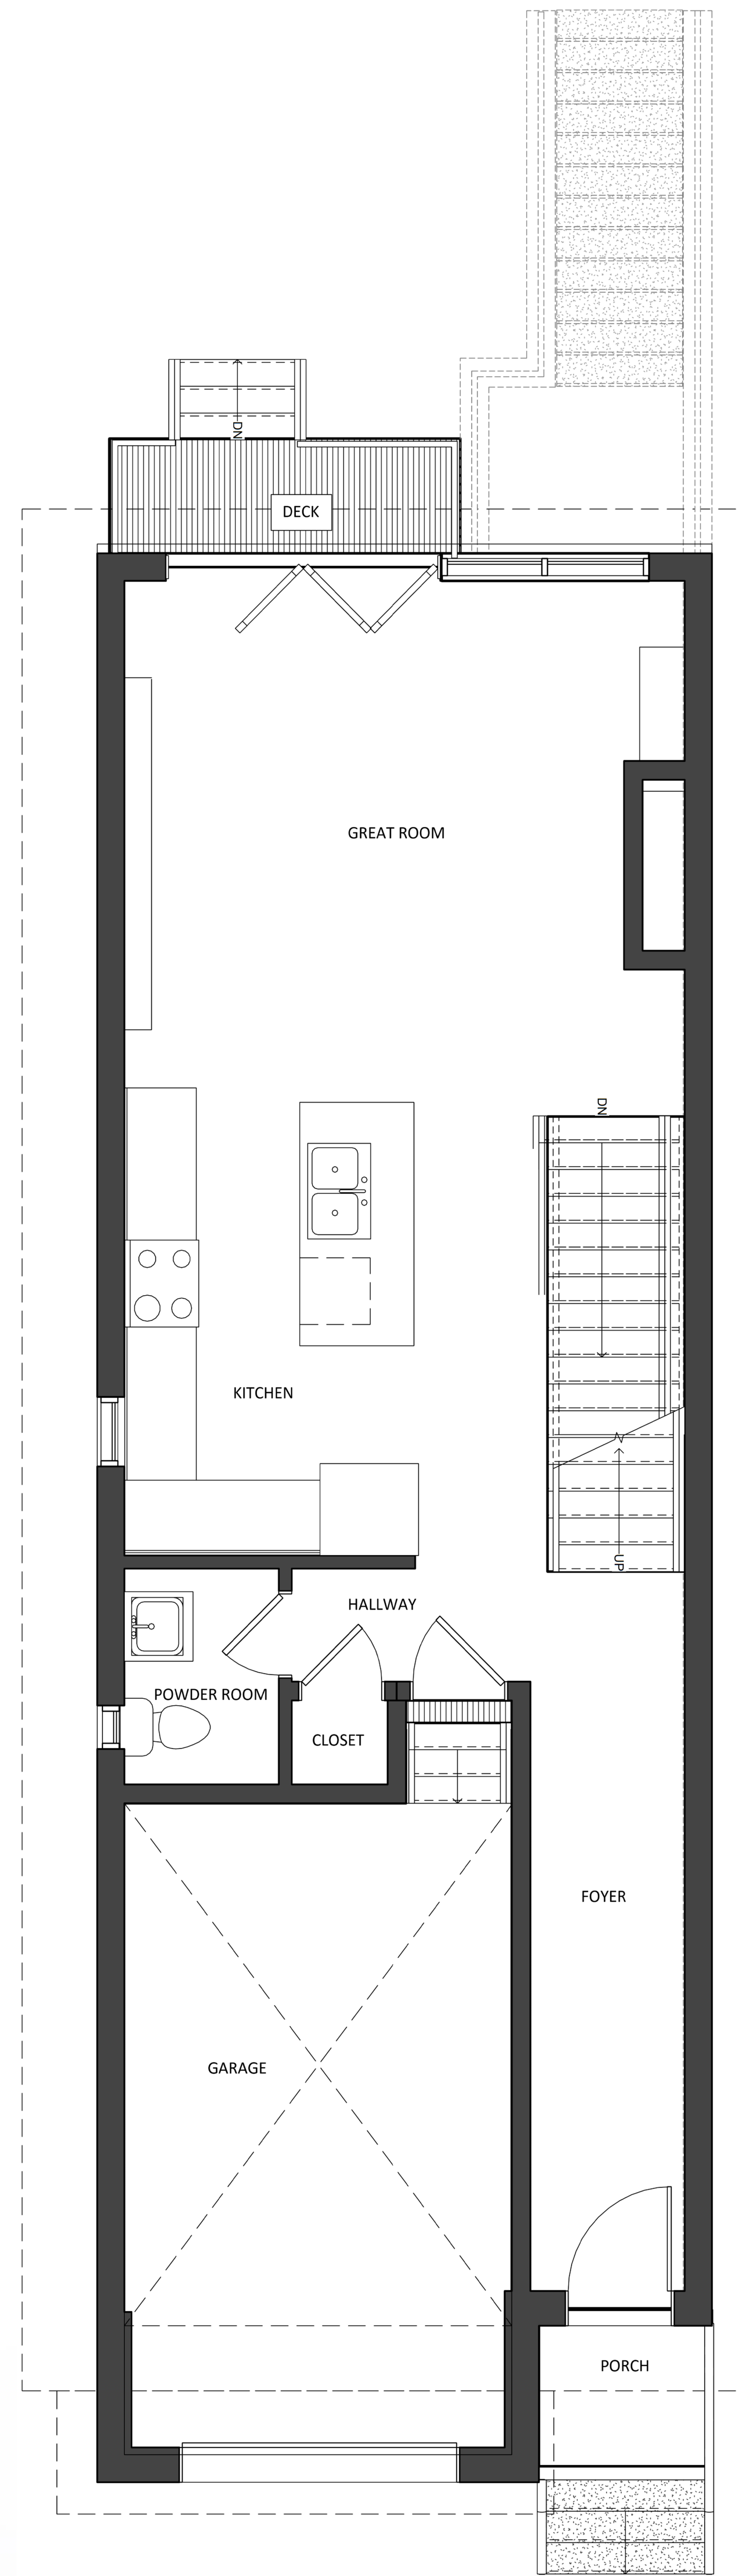 DN
DECK
GREAT ROOM
DN
KITCHEN
UP
HALLWAY
POWDER ROOM
CLOSET
FOYER
GARAGE
PORCH